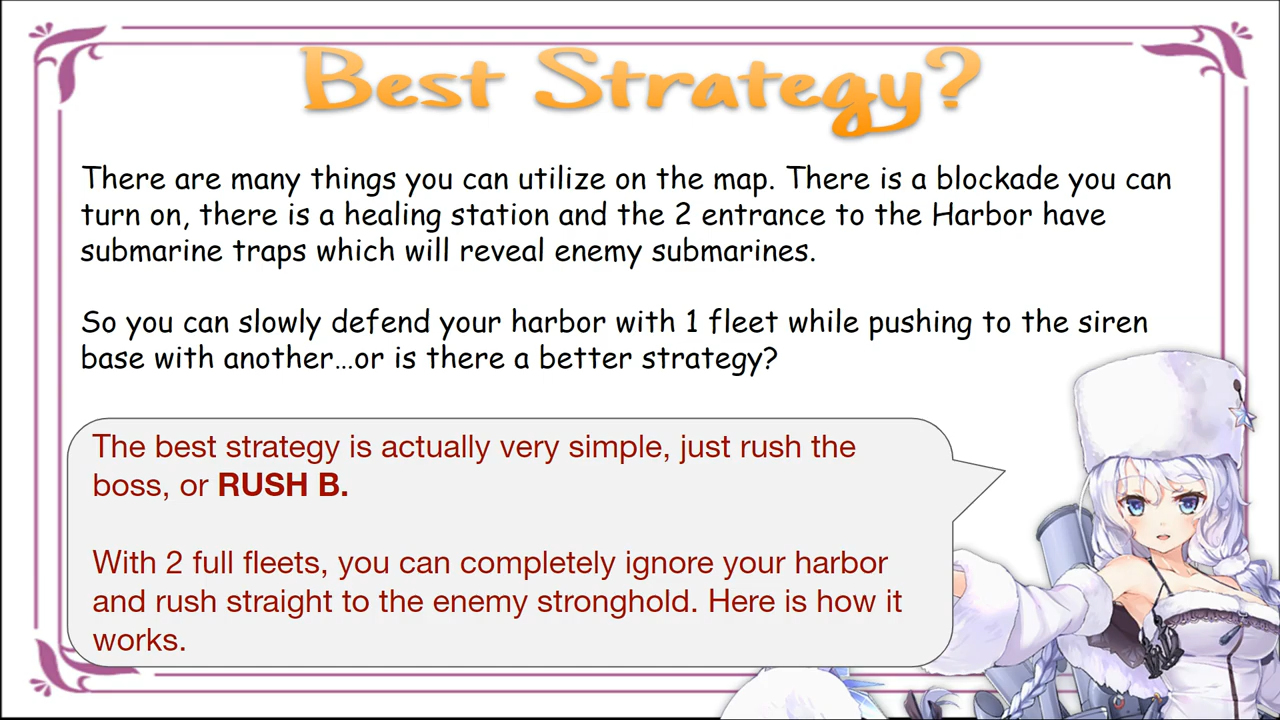 Best Strategy?
There are many things you can utilize on the map. There is a blockade you can
turn on, there is a healing station and the 2 entrance to the Harbor have
submarine traps which will reveal enemy submarines.
So you can slowly defend your harbor with 1 fleet while pushing to the siren
base with another...or is there a better strategy?
The best strategy is actually very simple, just rush the
boss, or RUSH B.
With 2 full fleets, you can completely ignore your harbor
and rush straight to the enemy stronghold. Here is how it
works.